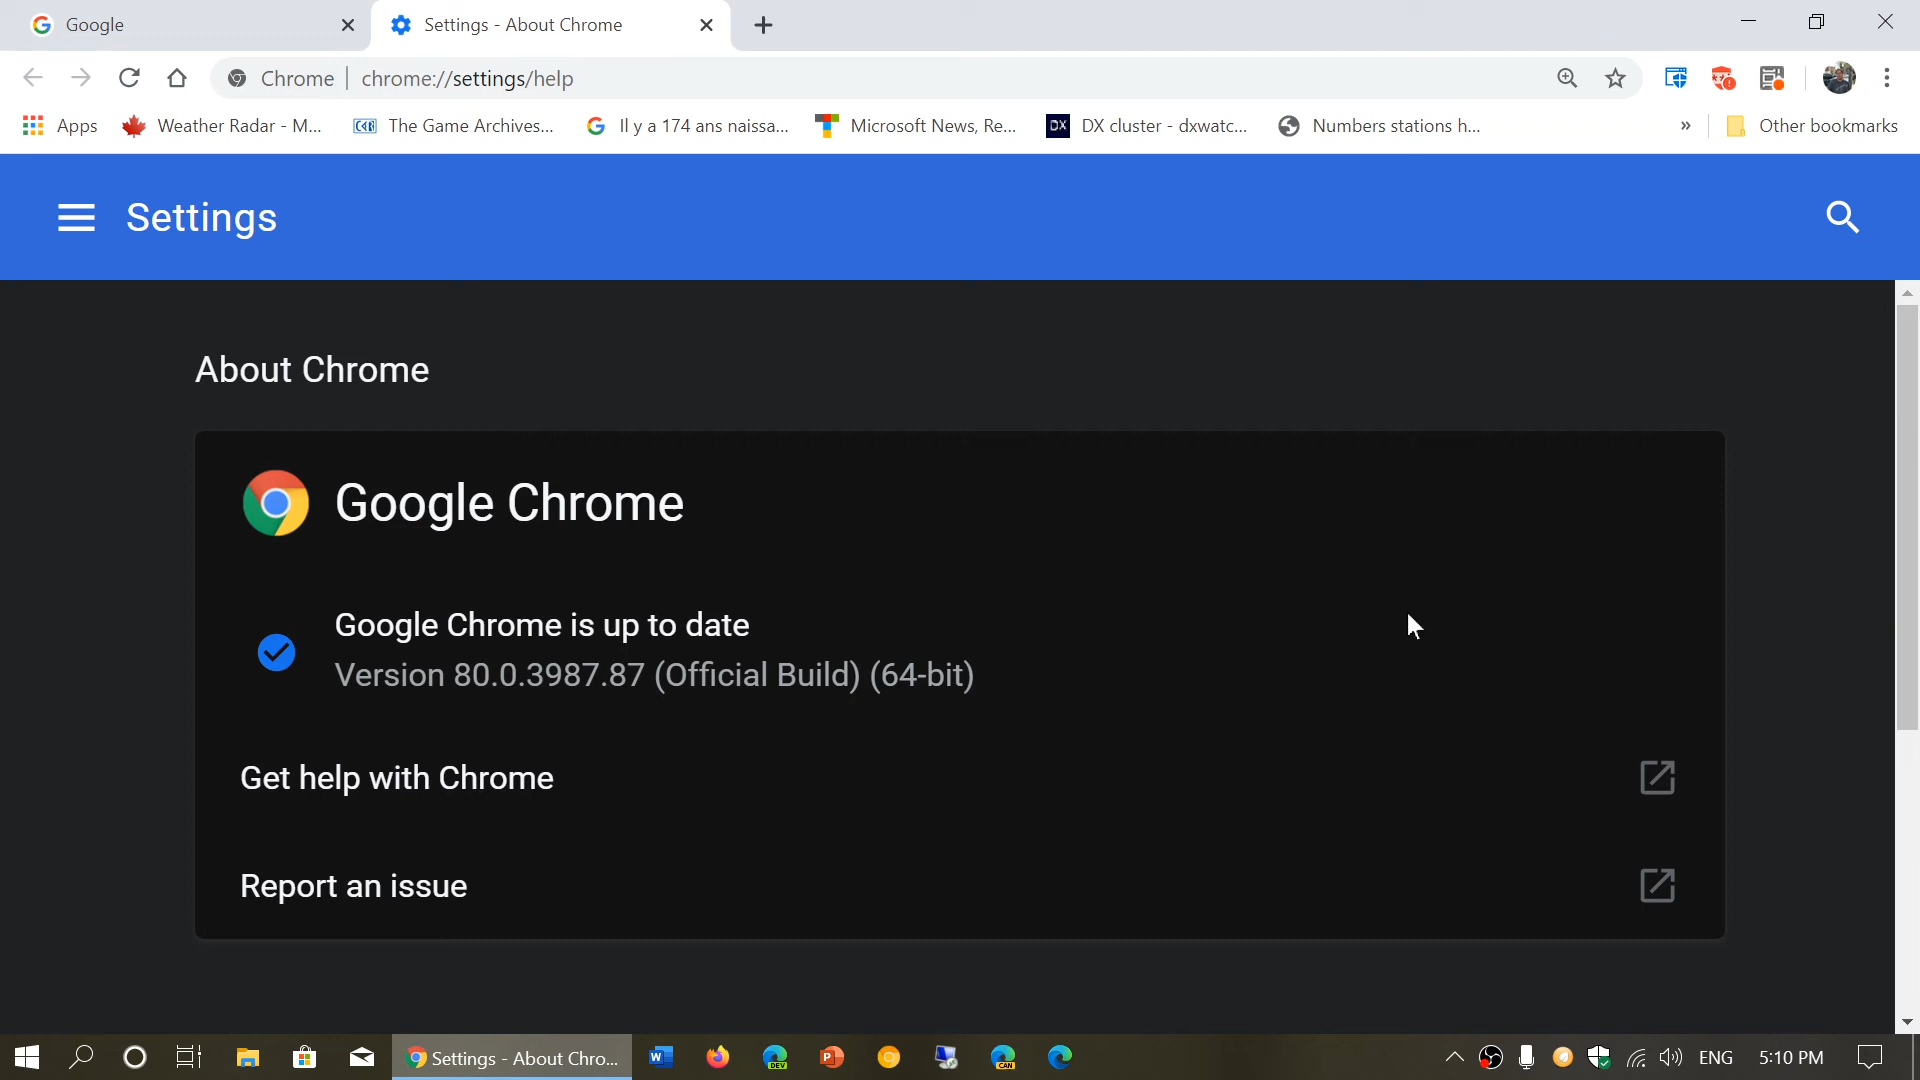 Google
Settings - About Chrome
Chrome
chrome://settings/help
Apps
Weather Radar - M...
The Game Archives...
Il y a 174 ans naissa...
Microsoft News, Re...
DX
DX cluster - dxwatc...
Numbers stations h...
»
Other bookmarks
Settings
About Chrome
Google Chrome
Google Chrome is up to date
Version 80.0.3987.87 (Official Build) (64-bit)
Get help with Chrome
Report an issue
Settings - About Chro...
DEV
CAN
ENG
5:10 PM